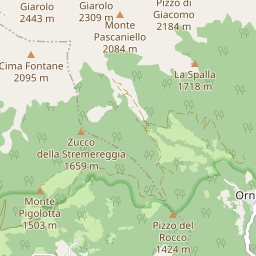 Giarolo
2443 m
Giarolo
2309 m
Pizzo di
Giacomo
2184 m
Monte
Pascaniello
2084 m
Cima Fontane
2095 m
La Spalla
1718 m
Zucco
della Stremereggia
1659 m
Monte
Pigolotta
1503 m
Orn
Pizzo del
Rocco
1424 m